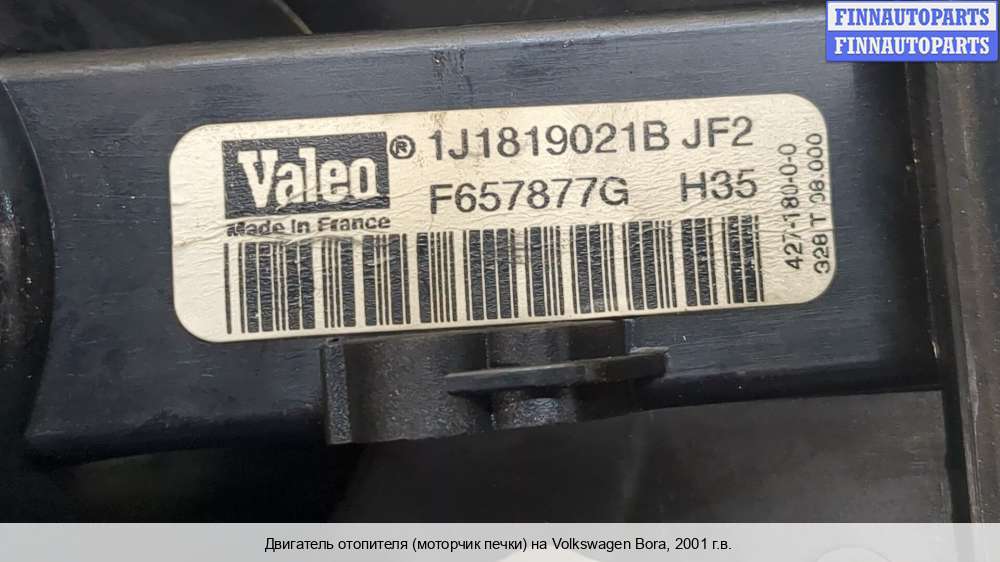 FINNAUTOPARTS
FINNAUTOPARTS
Valeo ® 1J1819021B JF2
F657877G H35
Made In France
427-180-0-0
328 T 08.000
Двигатель отопителя (моторчик печки) на Volkswagen Bora, 2001 г.в.